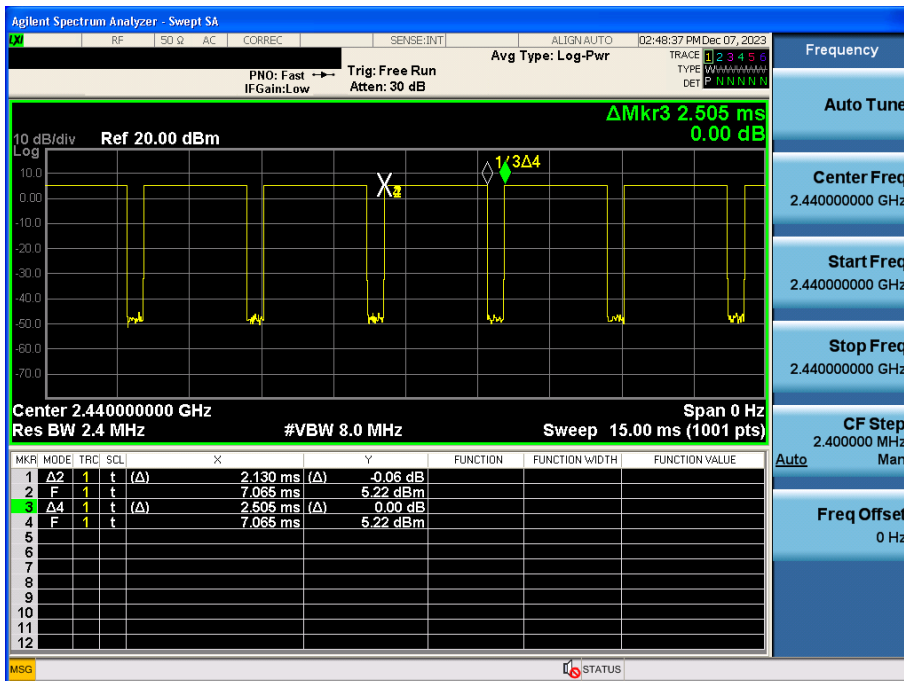 Agilent Spectrum Analyzer - Swept SA
LXI RF 50 Ω AC CORREC SENSE:INT ALIGN AUTO 02:48:37 PM Dec 07, 2023
Frequency
Avg Type: Log-Pwr
TRACE 1 2 3 4 5 6
PNO: Fast Trig: Free Run
TYPE WWWWWW
IFGain:Low Atten: 30 dB
DET P N N N N N
Auto Tune
ΔMkr3 2.505 ms
0.00 dB
10 dB/div Ref 20.00 dBm
Log
1/3Δ4
10.0
0.00
-10.0
-20.0
-30.0
-40.0
-50.0
-60.0
-70.0
Center Freq
2.440000000 GHz
Start Freq
2.440000000 GHz
Stop Freq
2.440000000 GHz
Center 2.440000000 GHz Span 0 Hz
Res BW 2.4 MHz #VBW 8.0 MHz Sweep 15.00 ms (1001 pts)
CF Step
2.400000 MHz
Auto Man
MKR MODE TRC SCL X Y FUNCTION FUNCTION WIDTH FUNCTION VALUE
1 Δ2 1 t (Δ) 2.130 ms (Δ) -0.06 dB
2 F 1 t 7.065 ms 5.22 dBm
3 Δ4 1 t (Δ) 2.505 ms (Δ) 0.00 dB
4 F 1 t 7.065 ms 5.22 dBm
5
6
7
8
9
10
11
12
Freq Offset
0 Hz
MSG STATUS